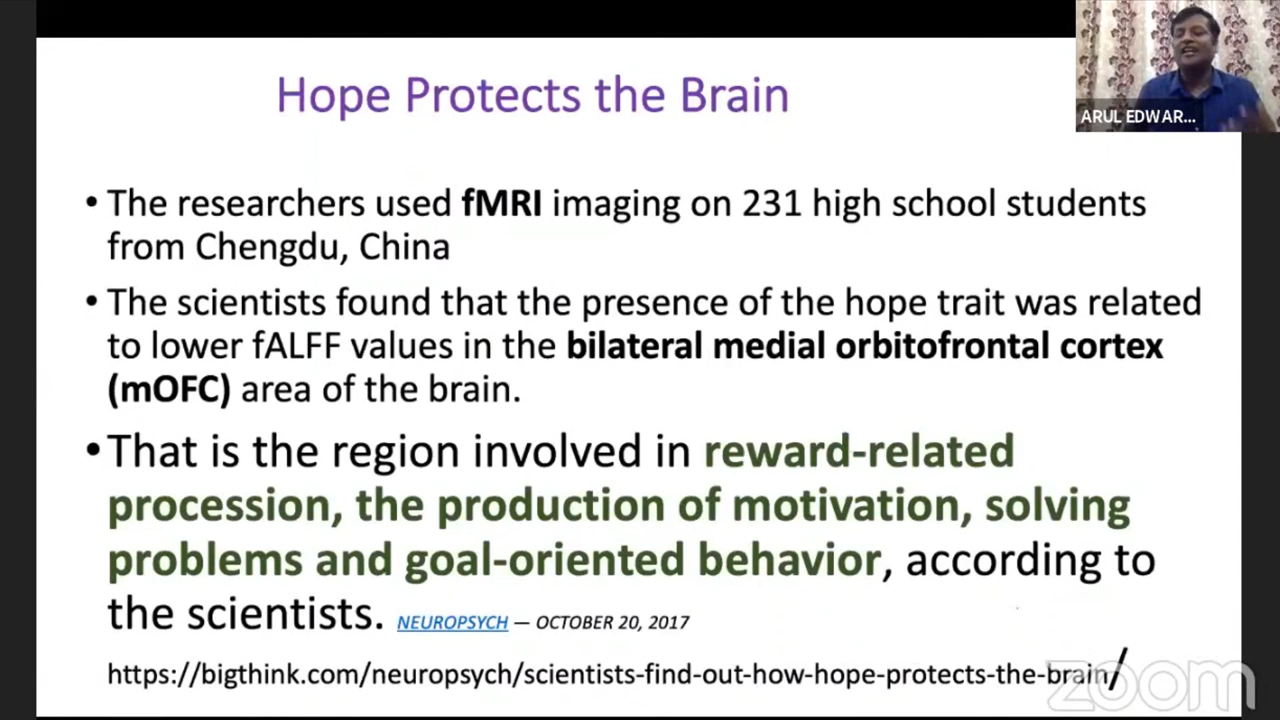 Hope Protects the Brain
ARUL EDWAR...
• The researchers used fMRI imaging on 231 high school students
from Chengdu, China
• The scientists found that the presence of the hope trait was related
to lower fALFF values in the bilateral medial orbitofrontal cortex
(mOFC) area of the brain.
• That is the region involved in reward-related
procession, the production of motivation, solving
problems and goal-oriented behavior, according to
the scientists. NEUROPSYCH — OCTOBER 20, 2017
https://bigthink.com/neuropsych/scientists-find-out-how-hope-protects-the-brain/
zoom